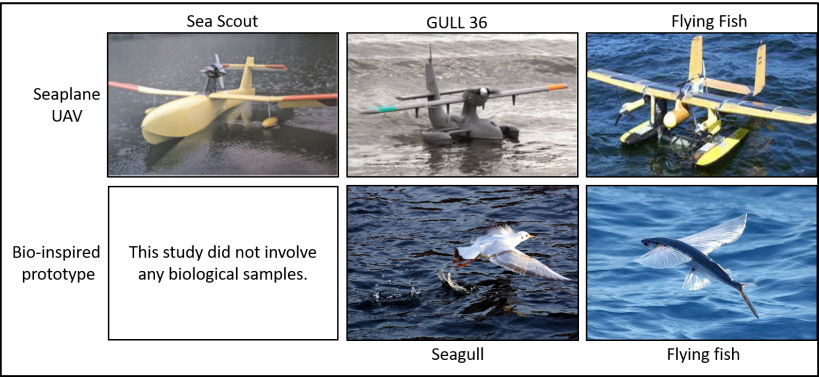 Sea Scout
GULL 36
Flying Fish
Seaplane
UAV
Bio-inspired
prototype
This study did not involve
any biological samples.
Seagull
Flying fish